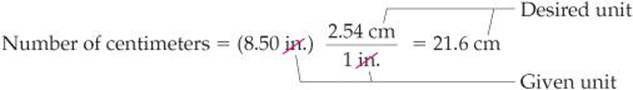 Desired unit
Number of centimeters = (8.50 in.) 2.54 cm / 1 in. = 21.6 cm
Given unit